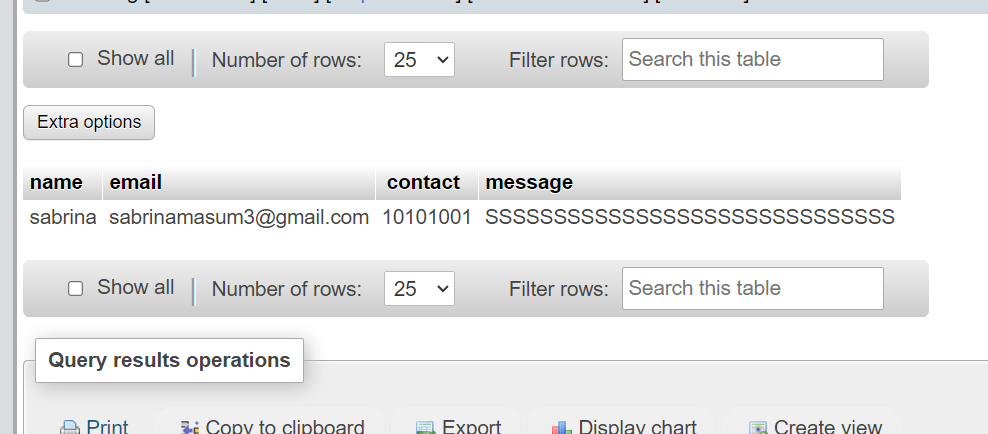 Show all Number of rows: 25 Filter rows: Search this table
Extra options
name email contact message
sabrina sabrinamasum3@gmail.com 10101001 SSSSSSSSSSSSSSSSSSSSSSSSSSSSSS
Show all Number of rows: 25 Filter rows: Search this table
Query results operations
Print Copy to clipboard Export Display chart Create view